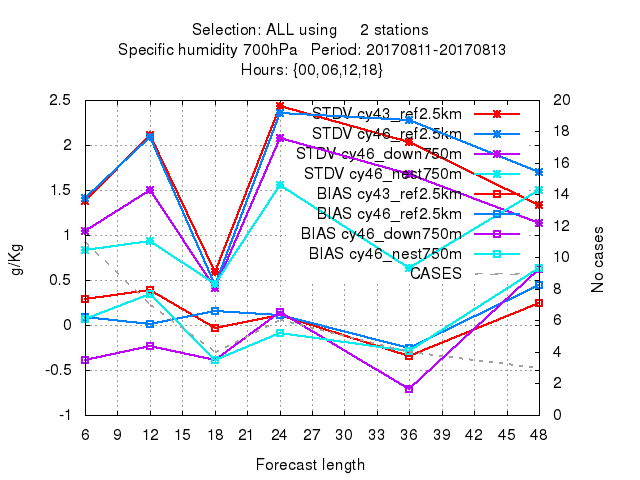 Selection: ALL using     2 stations
Specific humidity 700hPa   Period: 20170811-20170813
Hours: {00,06,12,18}
STDV cy43_ref2.5km
STDV cy46_ref2.5km
STDV cy46_down750m
STDV cy46_nest750m
BIAS cy43_ref2.5km
BIAS cy46_ref2.5km
BIAS cy46_down750m
BIAS cy46_nest750m
CASES
2.5
2
1.5
1
0.5
0
-0.5
-1
g/Kg
20
18
16
14
12
10
8
6
4
2
0
No cases
6 9 12 15 18 21 24 27 30 33 36 39 42 45 48
Forecast length